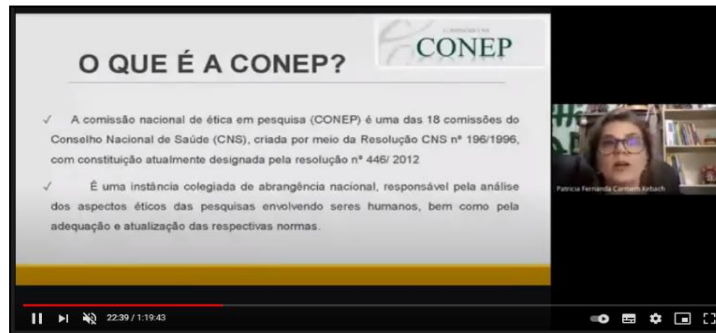 CONEP
O QUE É A CONEP?
✓ A comissão nacional de ética em pesquisa (CONEP) é uma das 18 comissões do
Conselho Nacional de Saúde (CNS), criada por meio da Resolução CNS nº 196/1996,
com constituição atualmente designada pela resolução nº 446/ 2012
✓ É uma instância colegiada de abrangência nacional, responsável pela análise
dos aspectos éticos das pesquisas envolvendo seres humanos, bem como pela
adequação e atualização das respectivas normas.
Patricia Fernanda Carmem Kebach
22:39 / 1:19:43